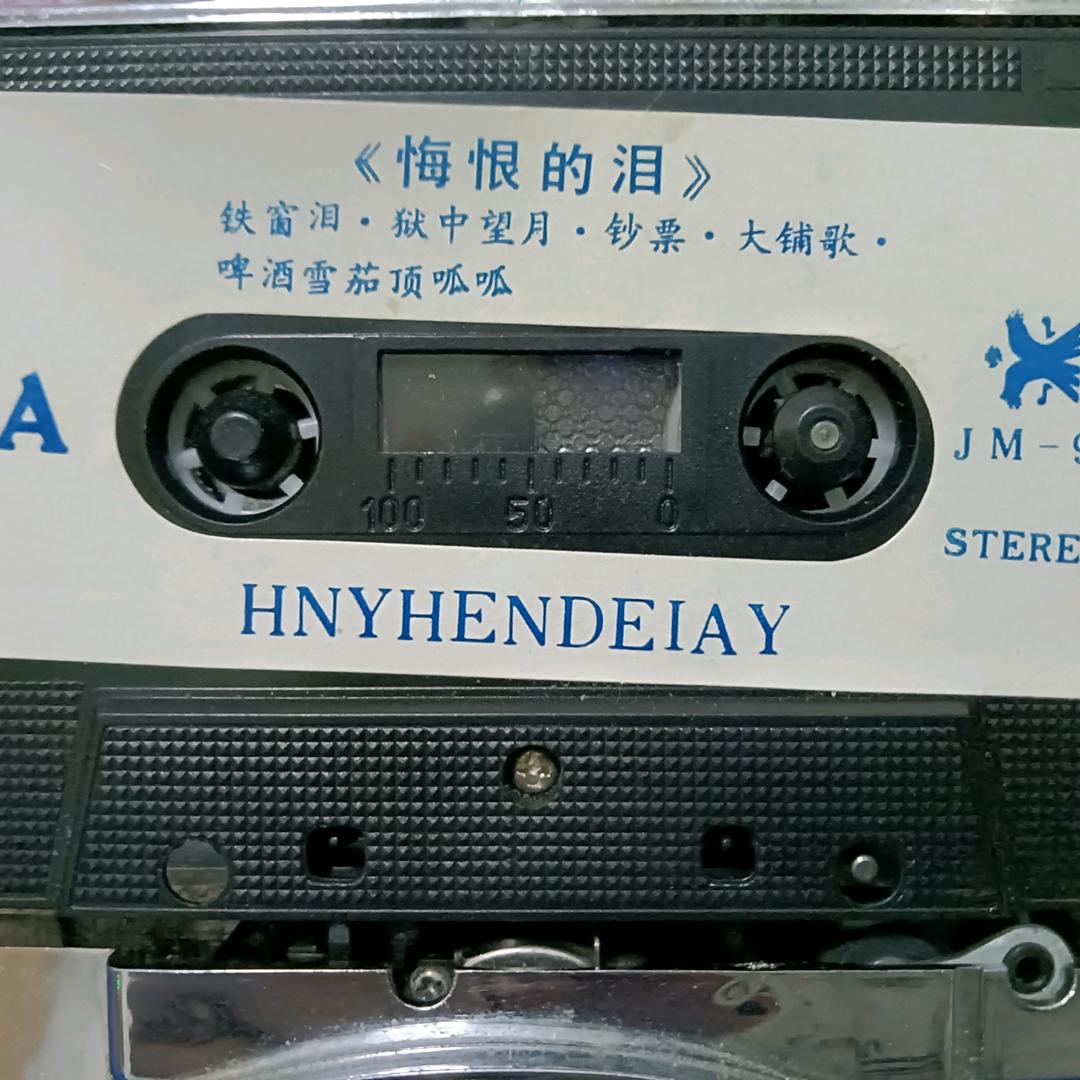 《悔恨的泪》
铁窗泪·狱中望月·钞票·大铺歌·
啤酒雪茄顶呱呱
A
JM-9
STERE
100 50 0
HNYHENDEIAY